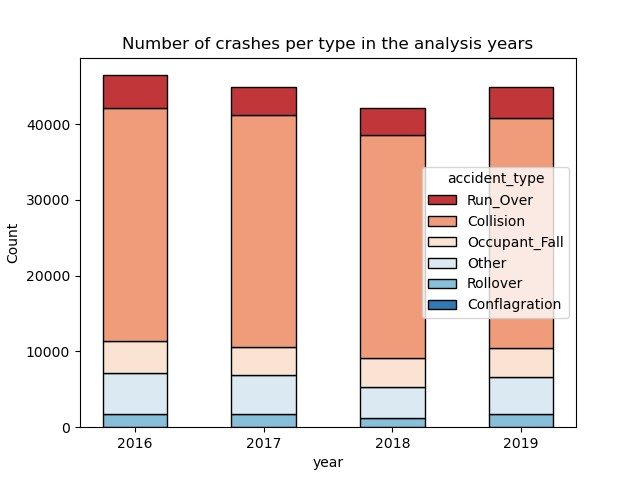 Number of crashes per type in the analysis years
40000
30000
20000
10000
0
Count
accident_type
Run_Over
Collision
Occupant_Fall
Other
Rollover
Conflagration
2016 2017 2018 2019
year